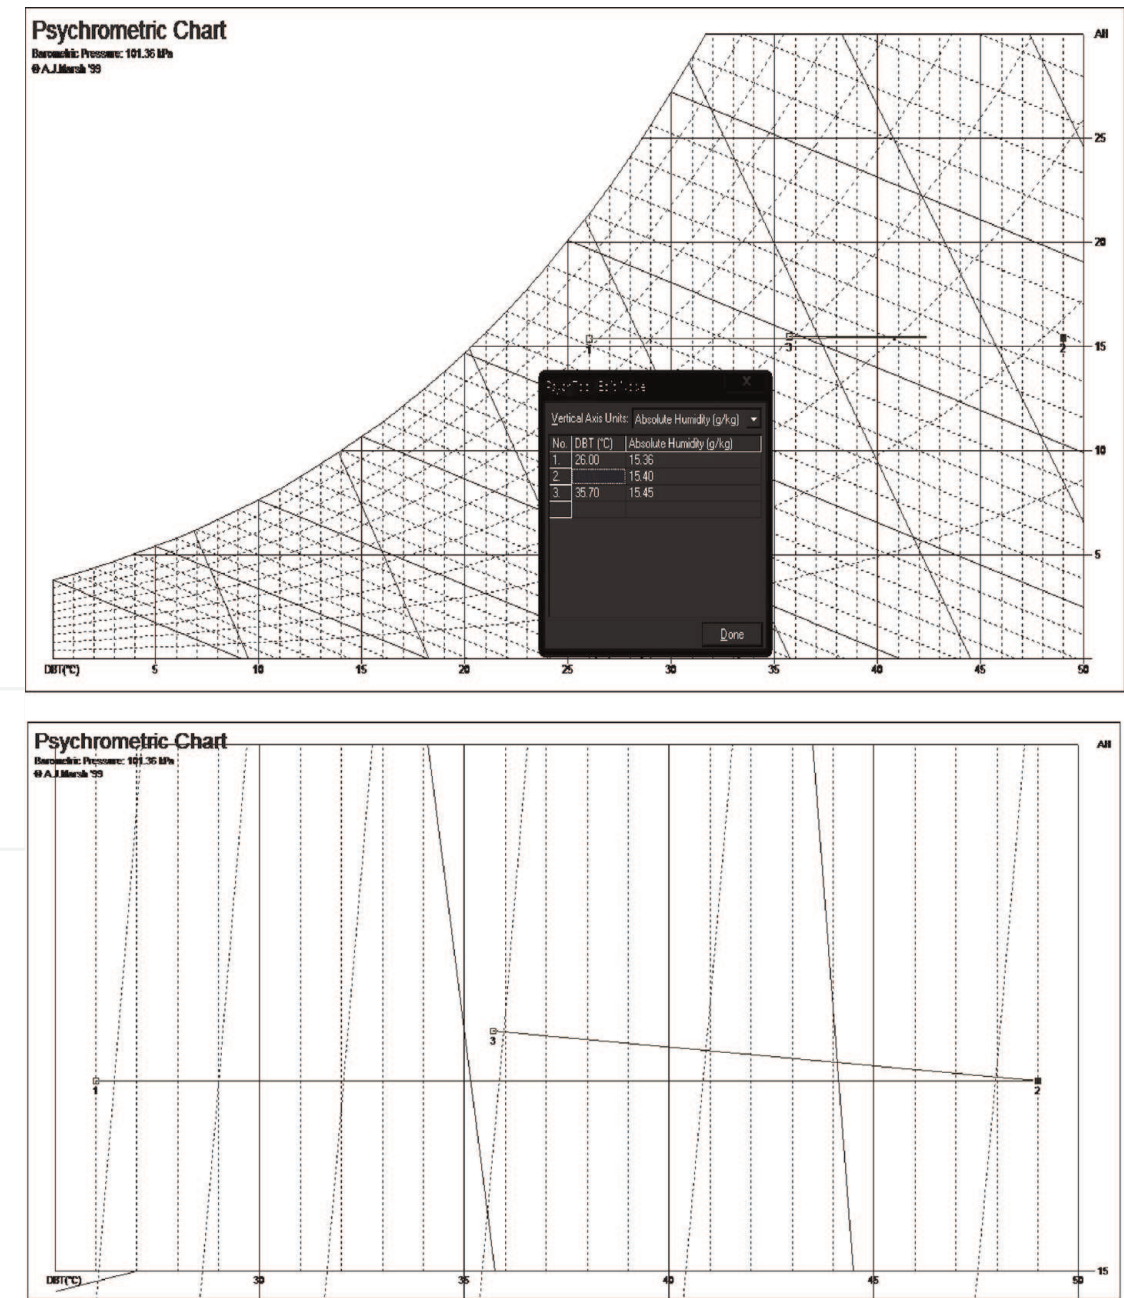 Psychrometric Chart
Barometric Pressure: 101.36 kPa
© A.J.Marsh '99
AH
25
20
15
10
5
1
3
2
Vertical Axis Units: Absolute Humidity (g/kg)
No. DBT (°C) Absolute Humidity (g/kg)
1. 26.00 15.36
2. 15.40
3. 35.70 15.45
Done
DBT(°C) 5 10 15 20 25 30 35 40 45 50
Psychrometric Chart
Barometric Pressure: 101.36 kPa
© A.J.Marsh '99
AH
3
1
2
15
DBT(°C) 30 35 40 45 50